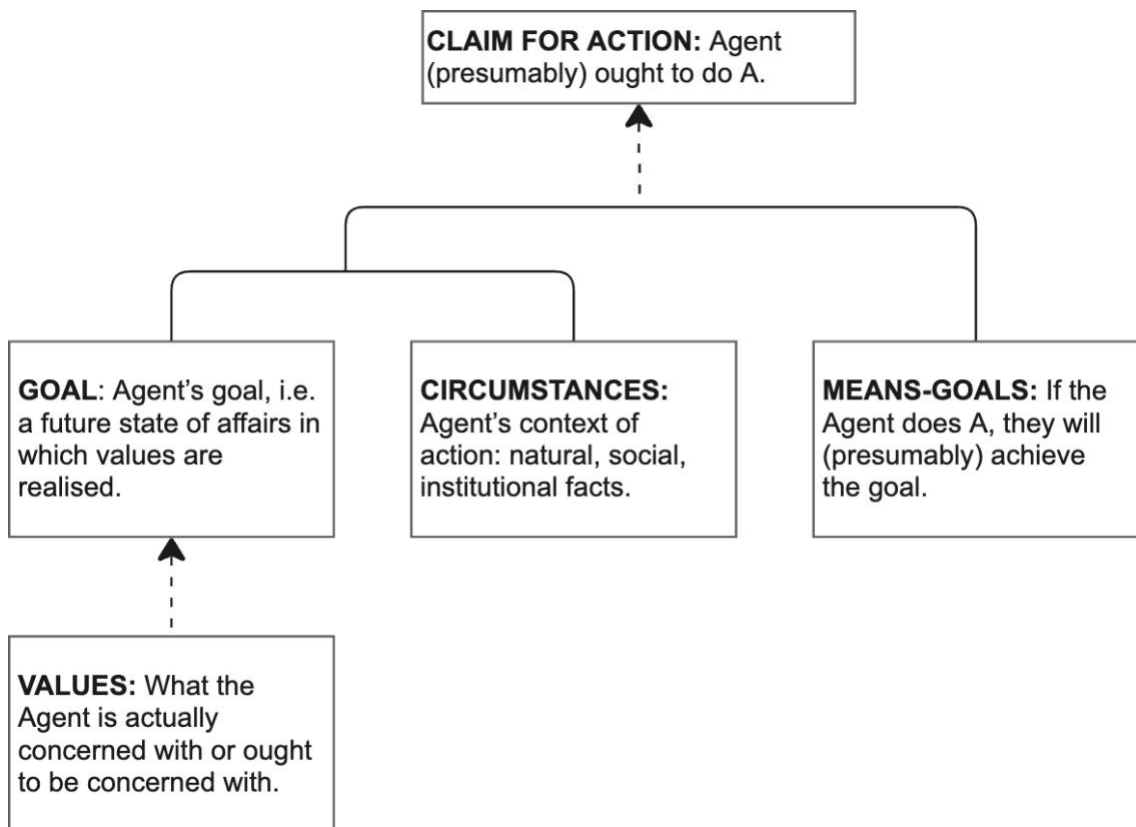 CLAIM FOR ACTION: Agent
(presumably) ought to do A.
GOAL: Agent's goal, i.e.
a future state of affairs in
which values are
realised.
CIRCUMSTANCES:
Agent's context of
action: natural, social,
institutional facts.
MEANS-GOALS: If the
Agent does A, they will
(presumably) achieve
the goal.
VALUES: What the
Agent is actually
concerned with or ought
to be concerned with.